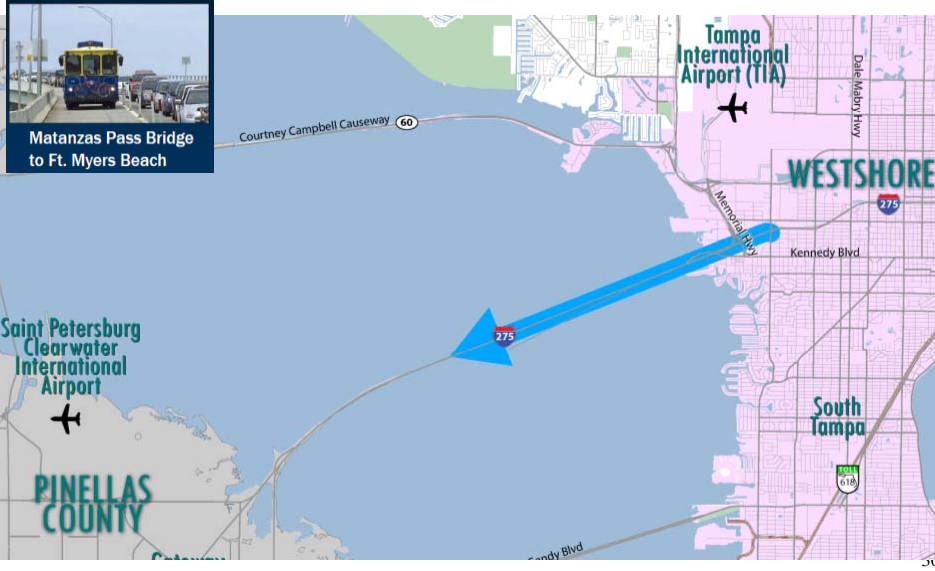 Matanzas Pass Bridge
to Ft. Myers Beach
Courtney Campbell Causeway
60
Tampa
International
Airport (TIA)
Dale Mabry Hwy
WESTSHORE
275
Memorial Hwy
Kennedy Blvd
275
Saint Petersburg
Clearwater
International
Airport
South
Tampa
TOLL
618
PINELLAS
COUNTY
Blvd